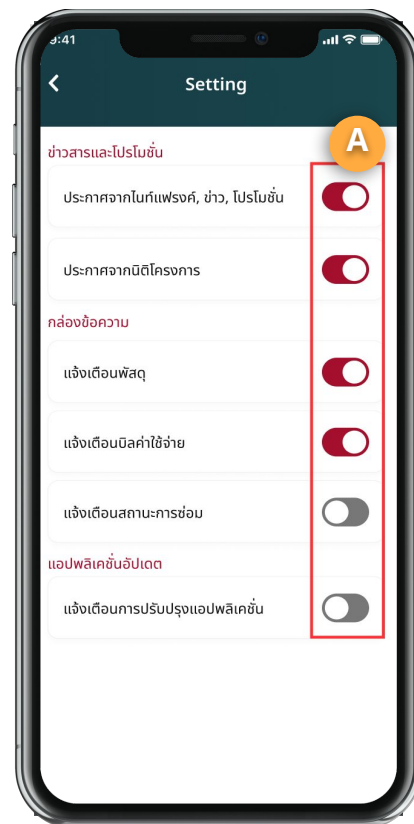 9:41
Setting
A
ข่าวสารและโปรโมชั่น
ประกาศจากไนท์แฟรงค์, ข่าว, โปรโมชั่น
ประกาศจากนิติโครงการ
กล่องข้อความ
แจ้งเตือนพัสดุ
แจ้งเตือนบิลค่าใช้จ่าย
แจ้งเตือนสถานะการซ่อม
แอปพลิเคชั่นอัปเดต
แจ้งเตือนการปรับปรุงแอปพลิเคชั่น